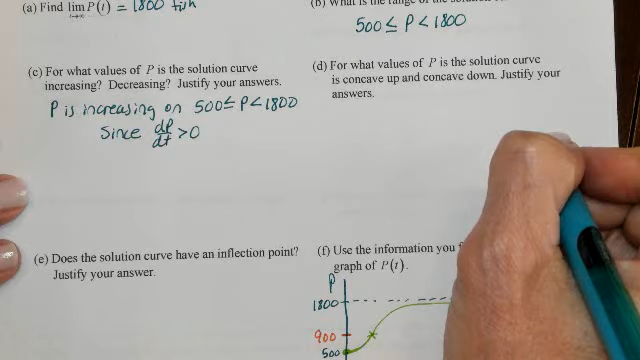 (a) Find lim P(t) = 1800 fish
t→∞
(b) What is the range of the solution
500 ≤ P < 1800
(c) For what values of P is the solution curve
increasing? Decreasing? Justify your answers.
P is increasing on 500 ≤ P < 1800
Since dP/dt > 0
(d) For what values of P is the solution curve
is concave up and concave down. Justify your
answers.
(e) Does the solution curve have an inflection point?
Justify your answer.
(f) Use the information you
graph of P(t).
P
1800
900
500